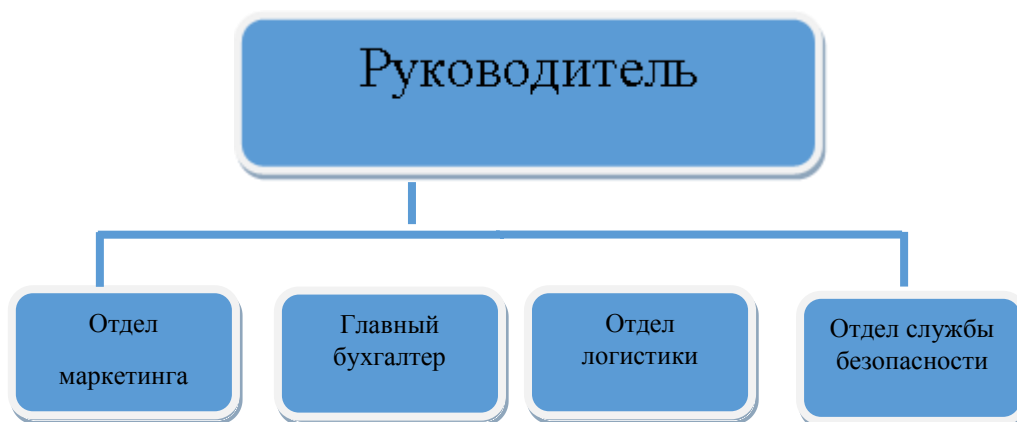 Руководитель
Отдел
маркетинга
Главный
бухгалтер
Отдел
логистики
Отдел службы
безопасности